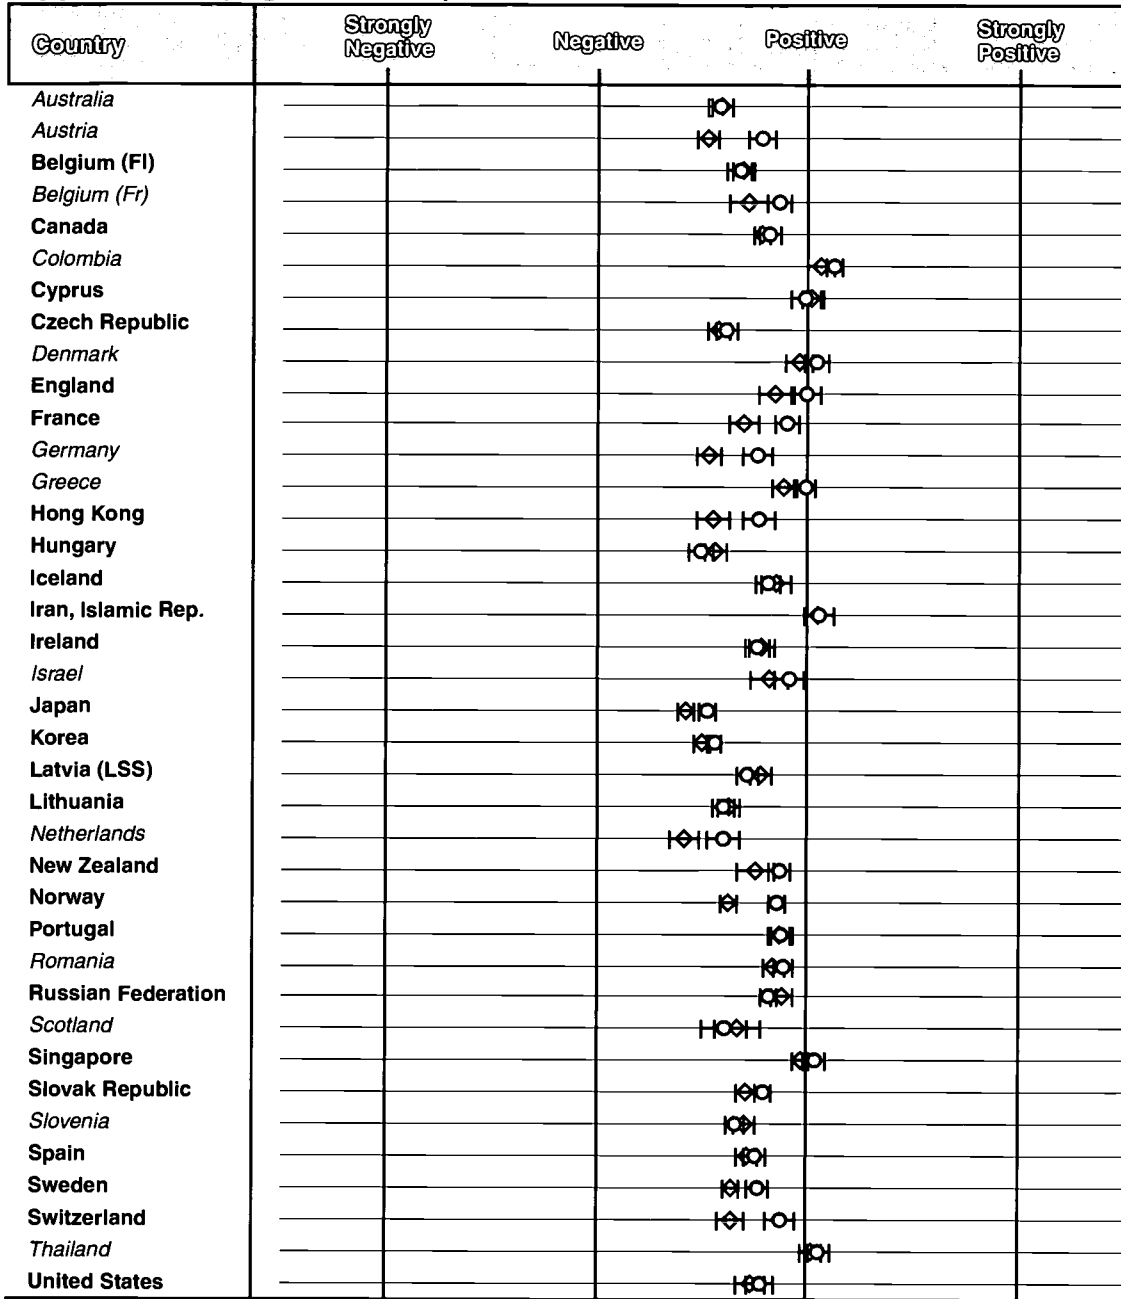 Country
Strongly
Negative
Negative
Positive
Strongly
Positive
Australia
Austria
Belgium (Fl)
Belgium (Fr)
Canada
Colombia
Cyprus
Czech Republic
Denmark
England
France
Germany
Greece
Hong Kong
Hungary
Iceland
Iran, Islamic Rep.
Ireland
Israel
Japan
Korea
Latvia (LSS)
Lithuania
Netherlands
New Zealand
Norway
Portugal
Romania
Russian Federation
Scotland
Singapore
Slovak Republic
Slovenia
Spain
Sweden
Switzerland
Thailand
United States